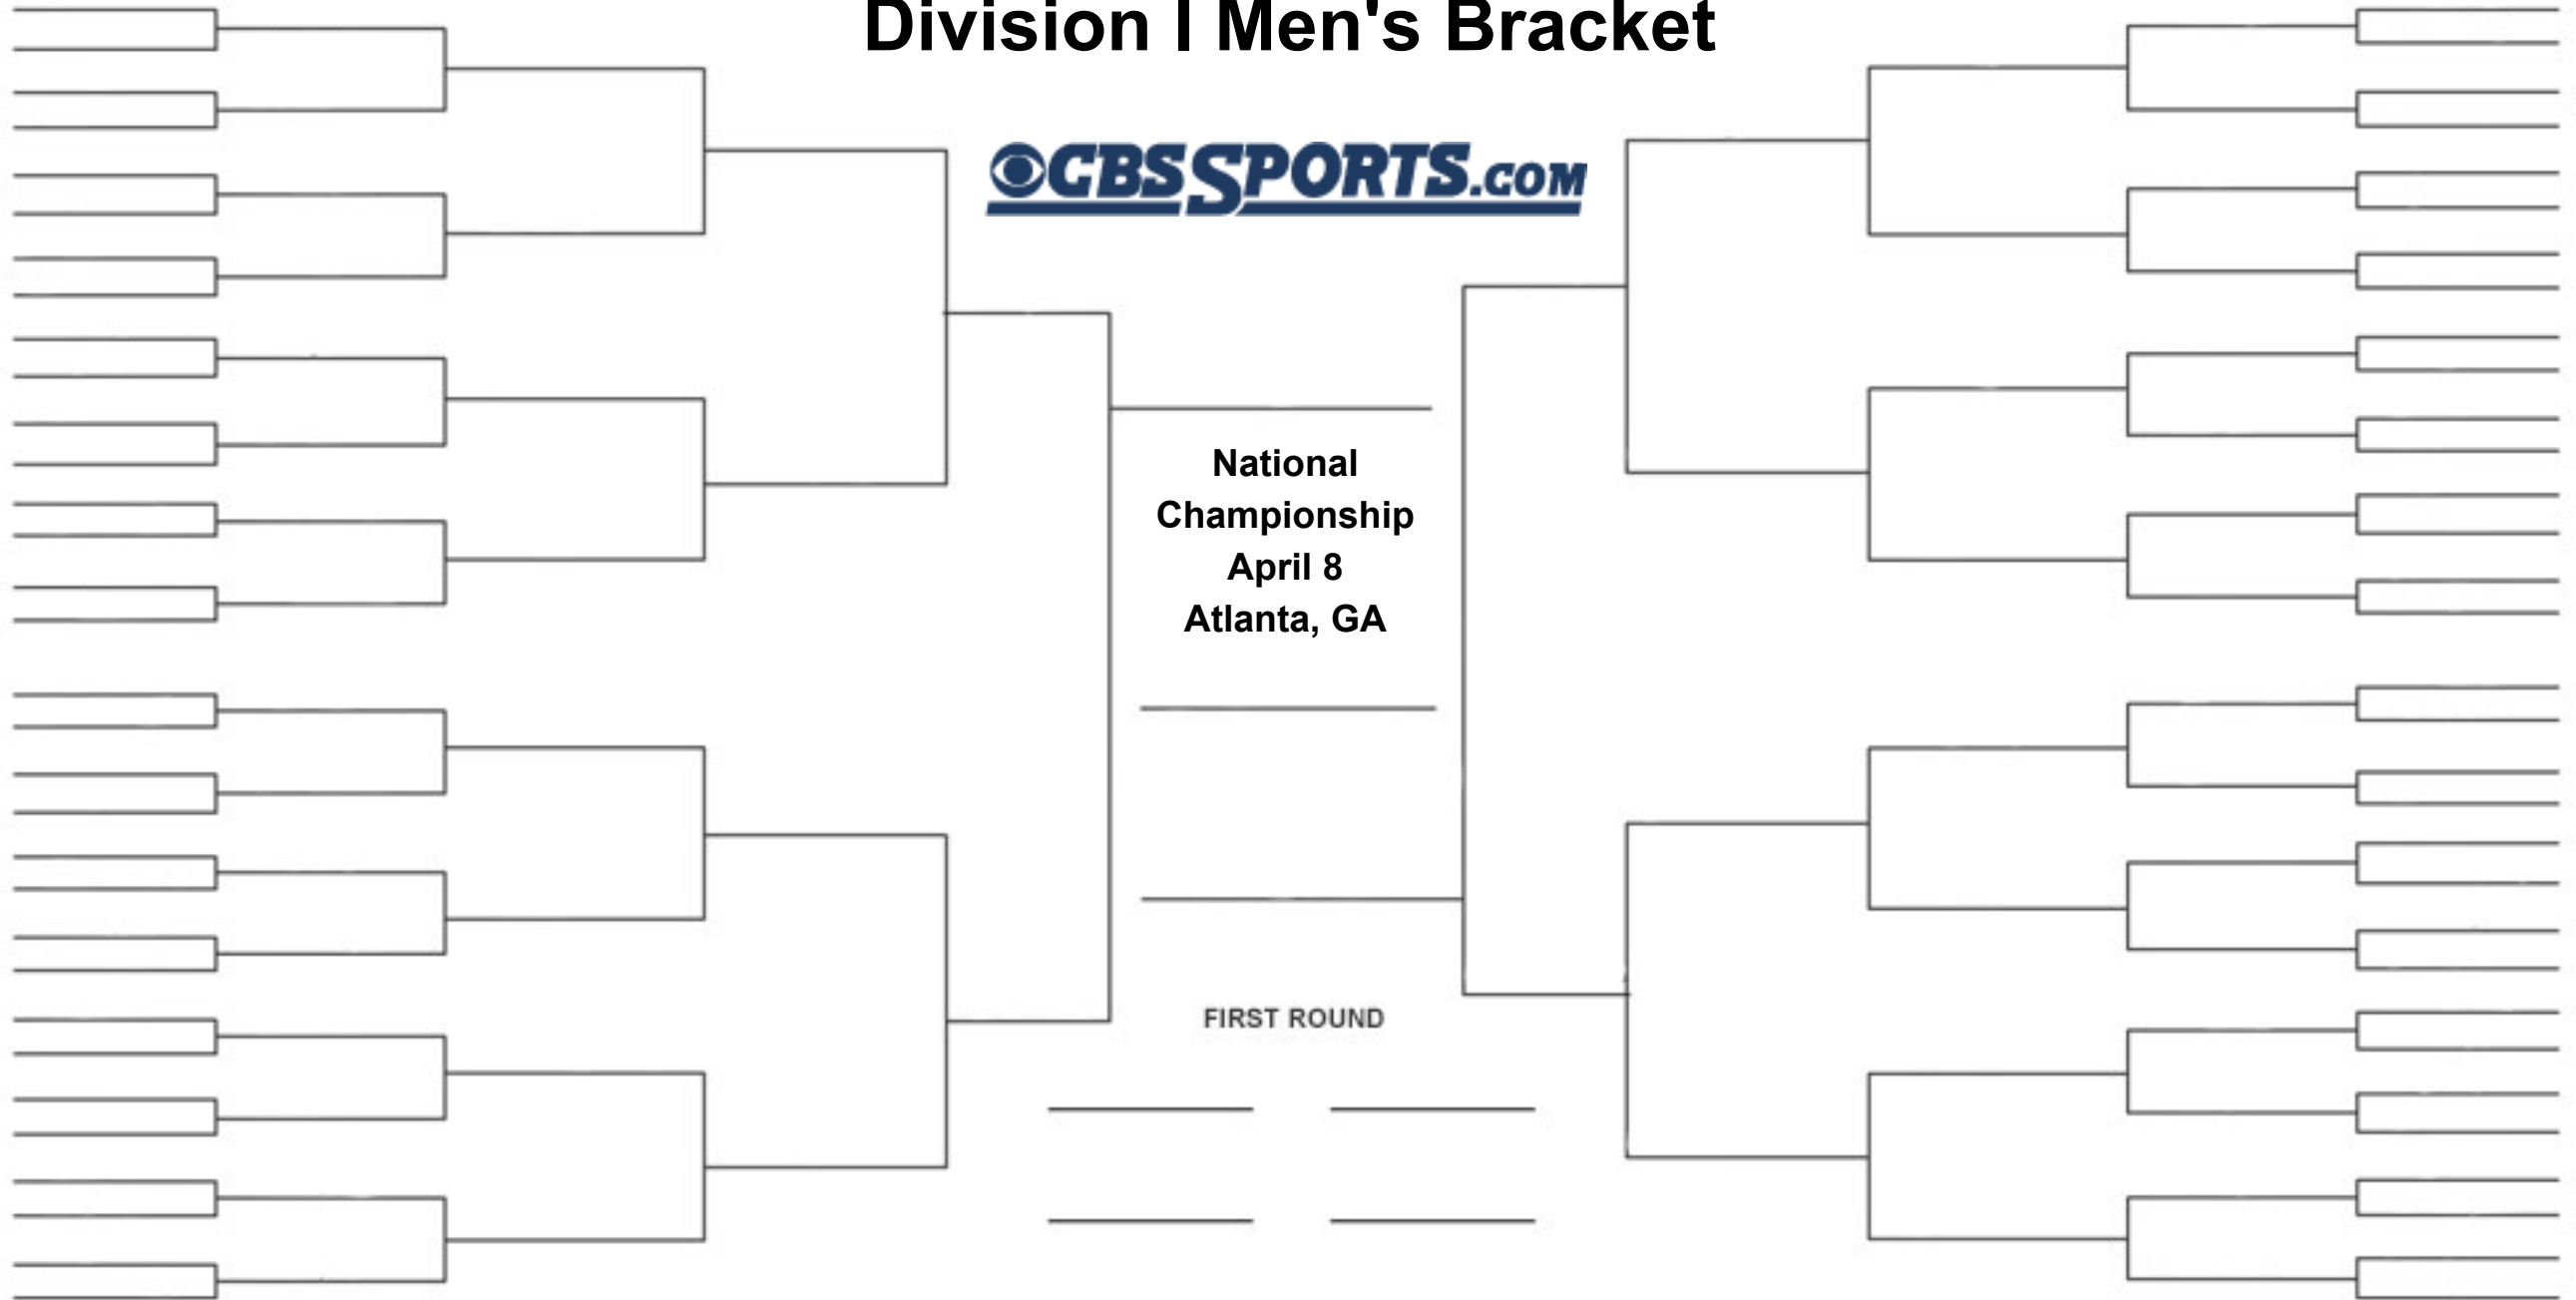 Division I Men's Bracket
CBSSPORTS.COM
National
Championship
April 8
Atlanta, GA
FIRST ROUND